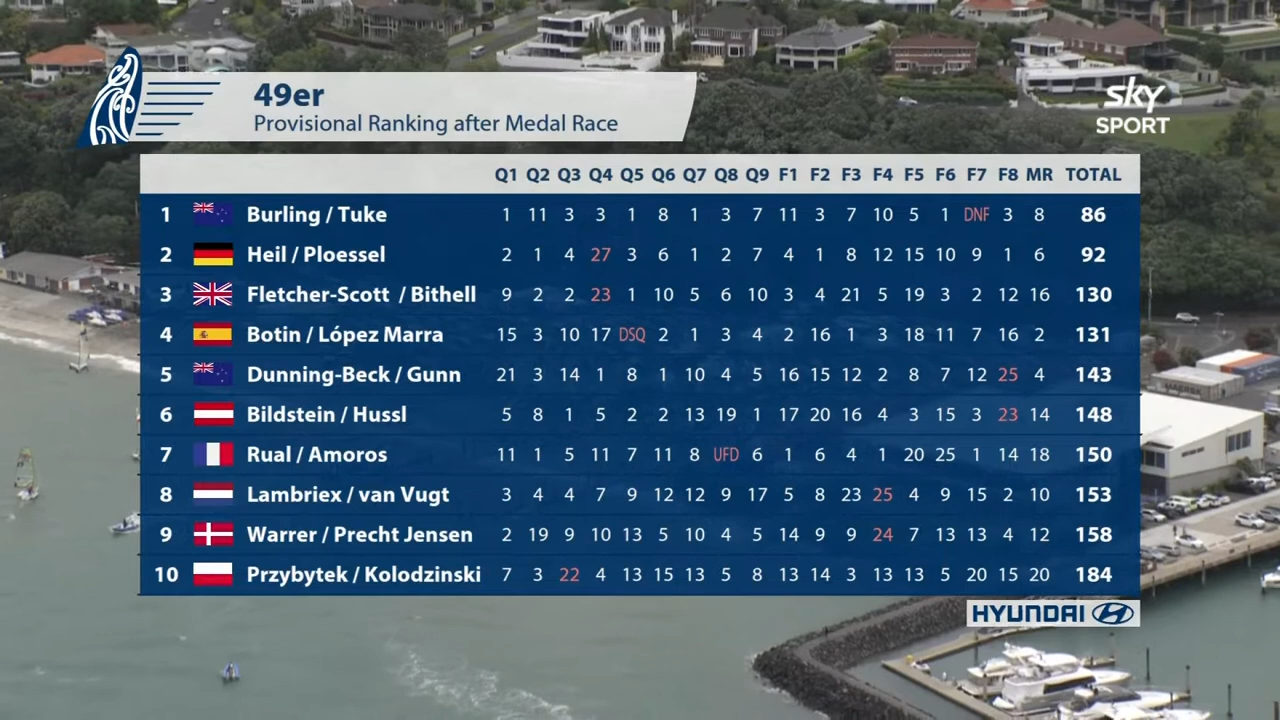 49er
Provisional Ranking after Medal Race
sky
SPORT
Q1 Q2 Q3 Q4 Q5 Q6 Q7 Q8 Q9 F1 F2 F3 F4 F5 F6 F7 F8 MR TOTAL
1 Burling / Tuke 1 11 3 3 1 8 1 3 7 11 3 7 10 5 1 DNF 3 8 86
2 Heil / Ploessel 2 1 4 27 3 6 1 2 7 4 1 8 12 15 10 9 1 6 92
3 Fletcher-Scott / Bithell 9 2 2 23 1 10 5 6 10 3 4 21 5 19 3 2 12 16 130
4 Botin / López Marra 15 3 10 17 DSQ 2 1 3 4 2 16 1 3 18 11 7 16 2 131
5 Dunning-Beck / Gunn 21 3 14 1 8 1 10 4 5 16 15 12 2 8 7 12 25 4 143
6 Bildstein / Hussl 5 8 1 5 2 2 13 19 1 17 20 16 4 3 15 3 23 14 148
7 Rual / Amoros 11 1 5 11 7 11 8 UFD 6 1 6 4 1 20 25 1 14 18 150
8 Lambriex / van Vugt 3 4 4 7 9 12 12 9 17 5 8 23 25 4 9 15 2 10 153
9 Warrer / Precht Jensen 2 19 9 10 13 5 10 4 5 14 9 9 24 7 13 13 4 12 158
10 Przybytek / Kolodzinski 7 3 22 4 13 15 13 5 8 13 14 3 13 13 5 20 15 20 184
HYUNDAI